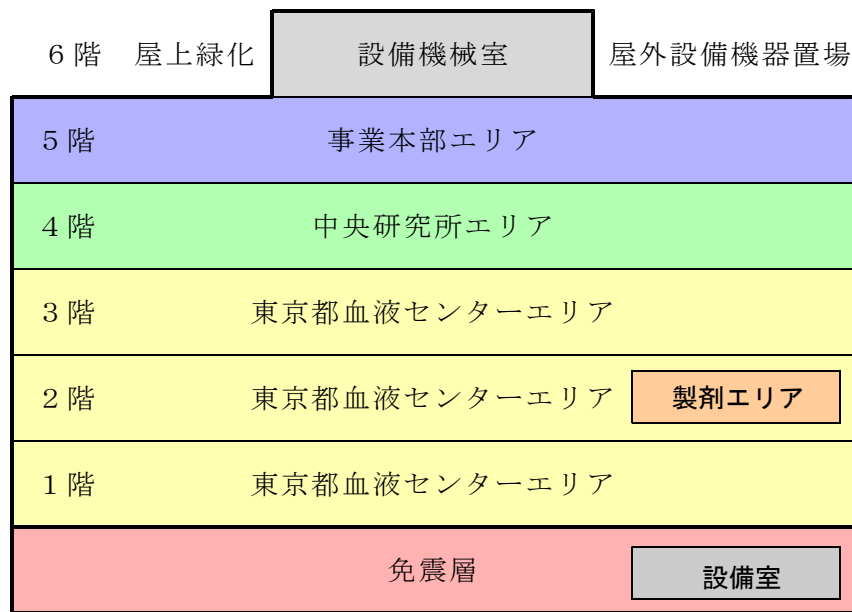 6階 屋上緑化 設備機械室 屋外設備機器置場
5階 事業本部エリア
4階 中央研究所エリア
3階 東京都血液センターエリア
2階 東京都血液センターエリア 製剤エリア
1階 東京都血液センターエリア
免震層 設備室